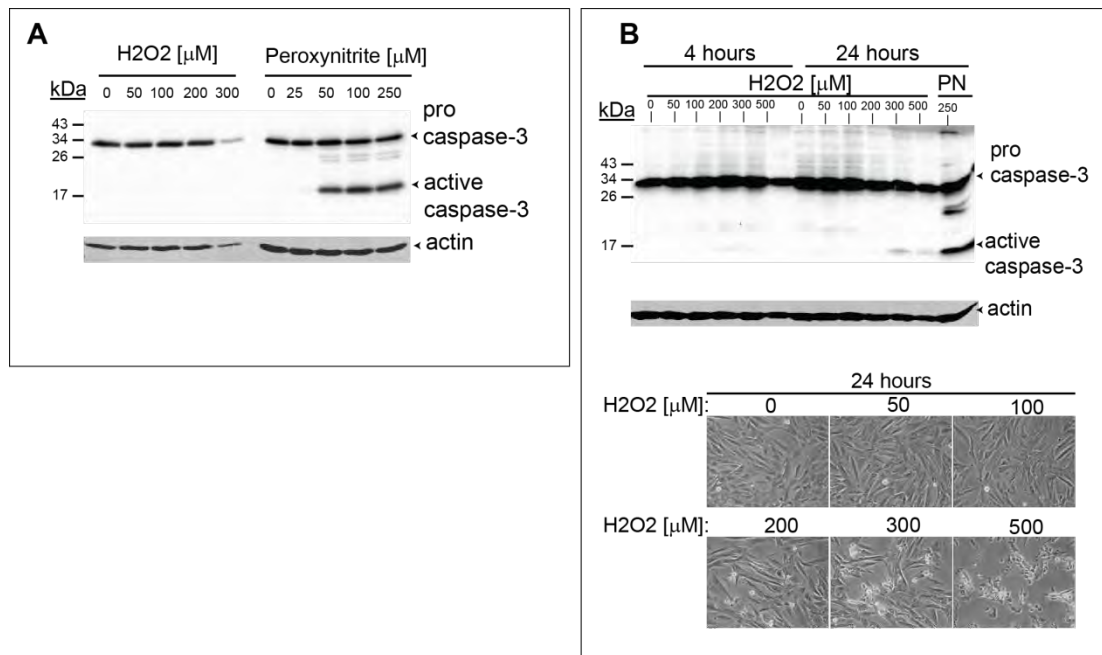 A
H2O2 [µM]
Peroxynitrite [µM]
kDa
0 50 100 200 300
0 25 50 100 250
pro
caspase-3
43
34
26
17
active
caspase-3
actin
B
4 hours
24 hours
H2O2 [µM]
PN
kDa
0 50 100 200 300 500
0 50 100 200 300 500
250
pro
caspase-3
43
34
26
17
active
caspase-3
actin
24 hours
H2O2 [µM]: 0 50 100
H2O2 [µM]: 200 300 500